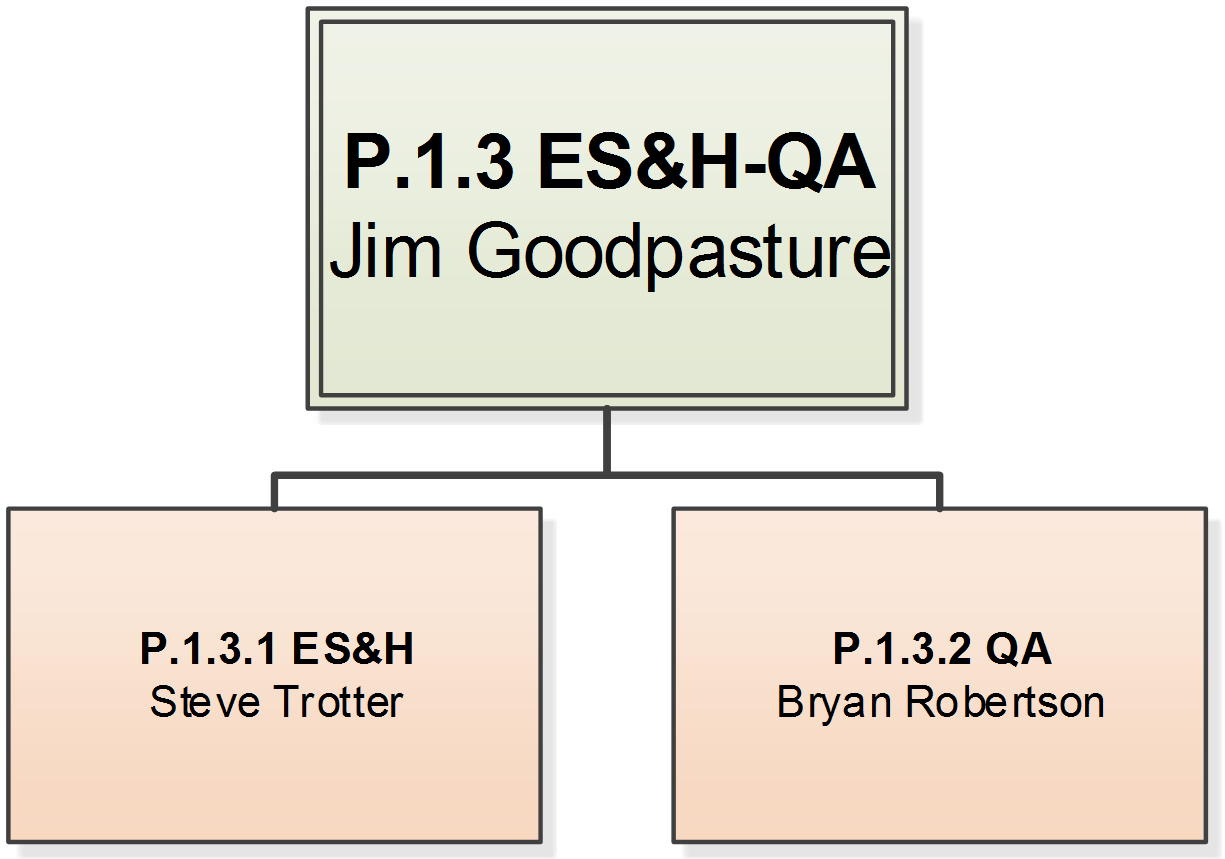 P.1.3 ES&H-QA
Jim Goodpasture
P.1.3.1 ES&H
Steve Trotter
P.1.3.2 QA
Bryan Robertson